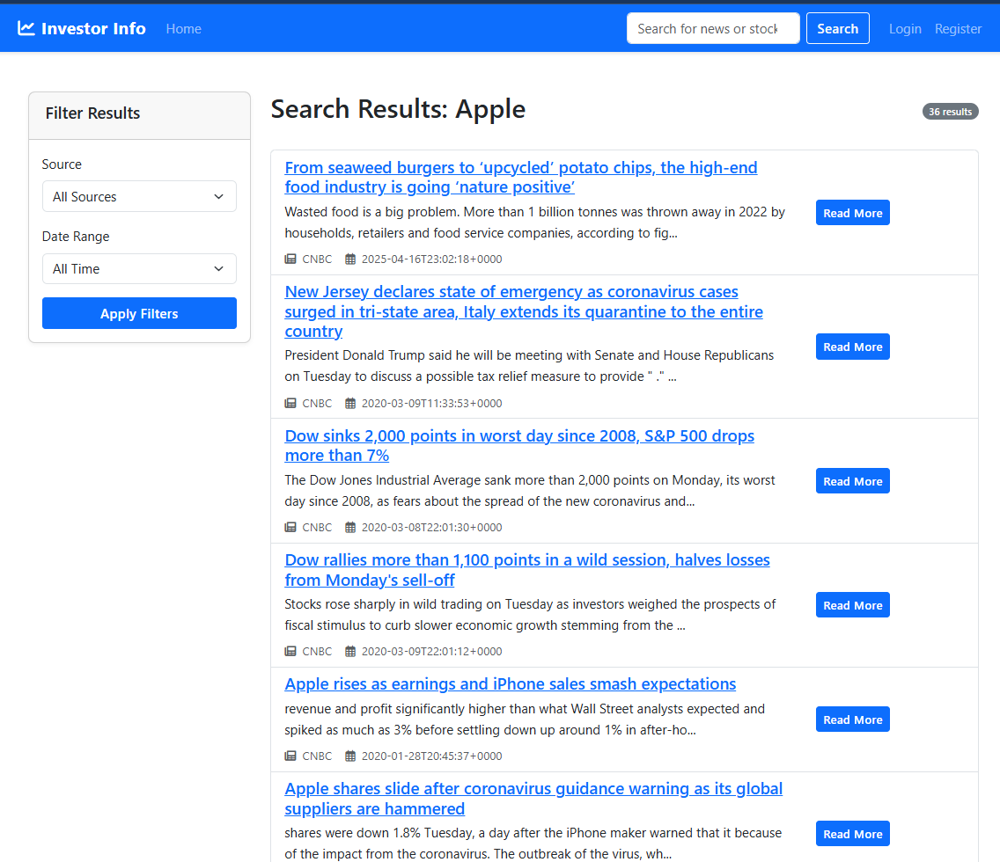 Investor Info Home Search for news or stock Search Login Register
Filter Results
Source
All Sources
Date Range
All Time
Apply Filters
Search Results: Apple
36 results
From seaweed burgers to ‘upcycled’ potato chips, the high-end
food industry is going ‘nature positive’
Wasted food is a big problem. More than 1 billion tonnes was thrown away in 2022 by
households, retailers and food service companies, according to fig...
CNBC 2025-04-16T23:02:18+0000
Read More
New Jersey declares state of emergency as coronavirus cases
surged in tri-state area, Italy extends its quarantine to the entire
country
President Donald Trump said he will be meeting with Senate and House Republicans
on Tuesday to discuss a possible tax relief measure to provide " ." ...
CNBC 2020-03-09T11:33:53+0000
Read More
Dow sinks 2,000 points in worst day since 2008, S&P 500 drops
more than 7%
The Dow Jones Industrial Average sank more than 2,000 points on Monday, its worst
day since 2008, as fears about the spread of the new coronavirus and...
CNBC 2020-03-08T22:01:30+0000
Read More
Dow rallies more than 1,100 points in a wild session, halves losses
from Monday's sell-off
Stocks rose sharply in wild trading on Tuesday as investors weighed the prospects of
fiscal stimulus to curb slower economic growth stemming from the ...
CNBC 2020-03-09T22:01:12+0000
Read More
Apple rises as earnings and iPhone sales smash expectations
revenue and profit significantly higher than what Wall Street analysts expected and
spiked as much as 3% before settling down up around 1% in after-ho...
CNBC 2020-01-28T20:45:37+0000
Read More
Apple shares slide after coronavirus guidance warning as its global
suppliers are hammered
shares were down 1.8% Tuesday, a day after the iPhone maker warned that it because
of the impact from the coronavirus. The outbreak of the virus, wh...
Read More